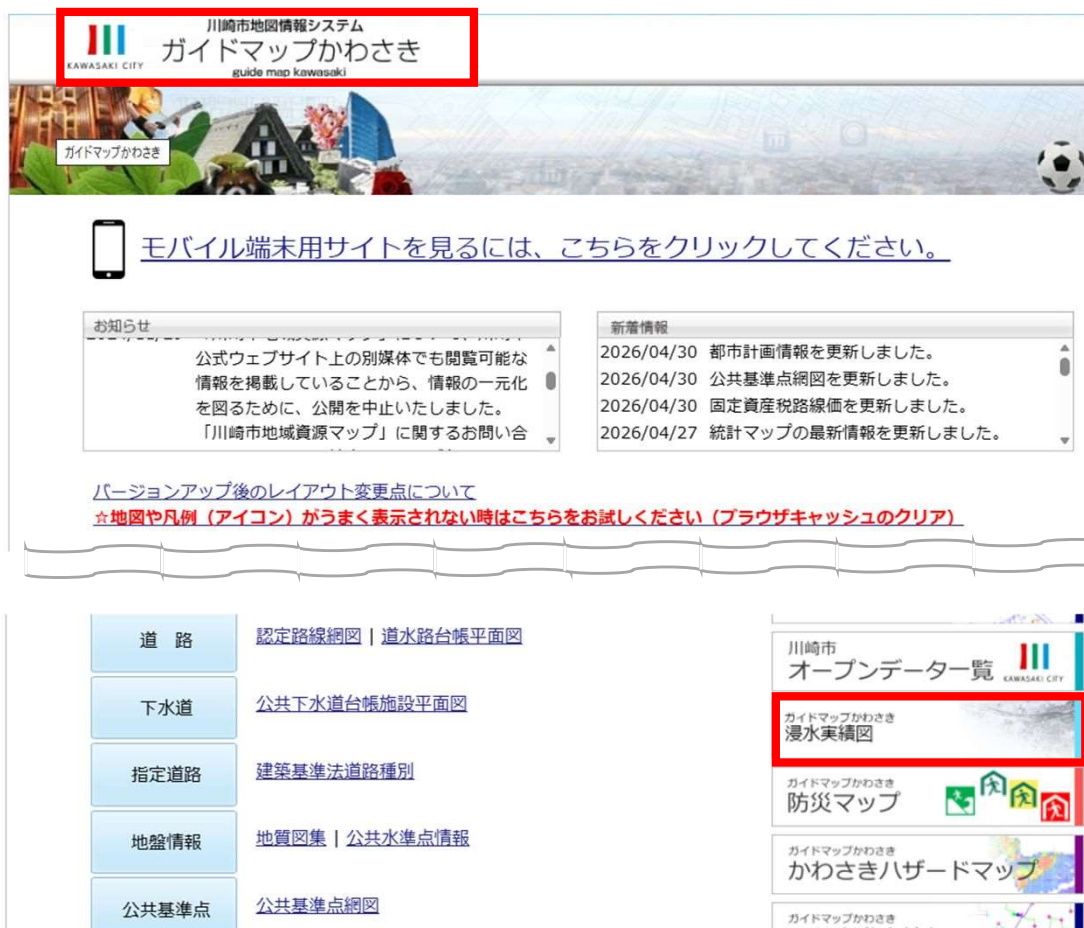 川崎市地図情報システム
ガイドマップかわさき
guide map kawasaki
KAWASAKI CITY
ガイドマップかわさき
モバイル端末用サイトを見るには、こちらをクリックしてください。
お知らせ
公式ウェブサイト上の別媒体でも閲覧可能な
情報を掲載していることから、情報の一元化
を図るために、公開を中止いたしました。
「川崎市地域資源マップ」に関するお問い合
新着情報
2026/04/30 都市計画情報を更新しました。
2026/04/30 公共基準点網図を更新しました。
2026/04/30 固定資産税路線価を更新しました。
2026/04/27 統計マップの最新情報を更新しました。
バージョンアップ後のレイアウト変更点について
☆地図や凡例（アイコン）がうまく表示されない時はこちらをお試しください（ブラウザキャッシュのクリア）
道 路 認定路線網図 | 道水路台帳平面図
下水道 公共下水道台帳施設平面図
指定道路 建築基準法道路種別
地盤情報 地質図集 | 公共水準点情報
公共基準点 公共基準点網図
川崎市
オープンデータ一覧
KAWASAKI CITY
ガイドマップかわさき
浸水実績図
ガイドマップかわさき
防災マップ
ガイドマップかわさき
かわさきハザードマップ
ガイドマップかわさき